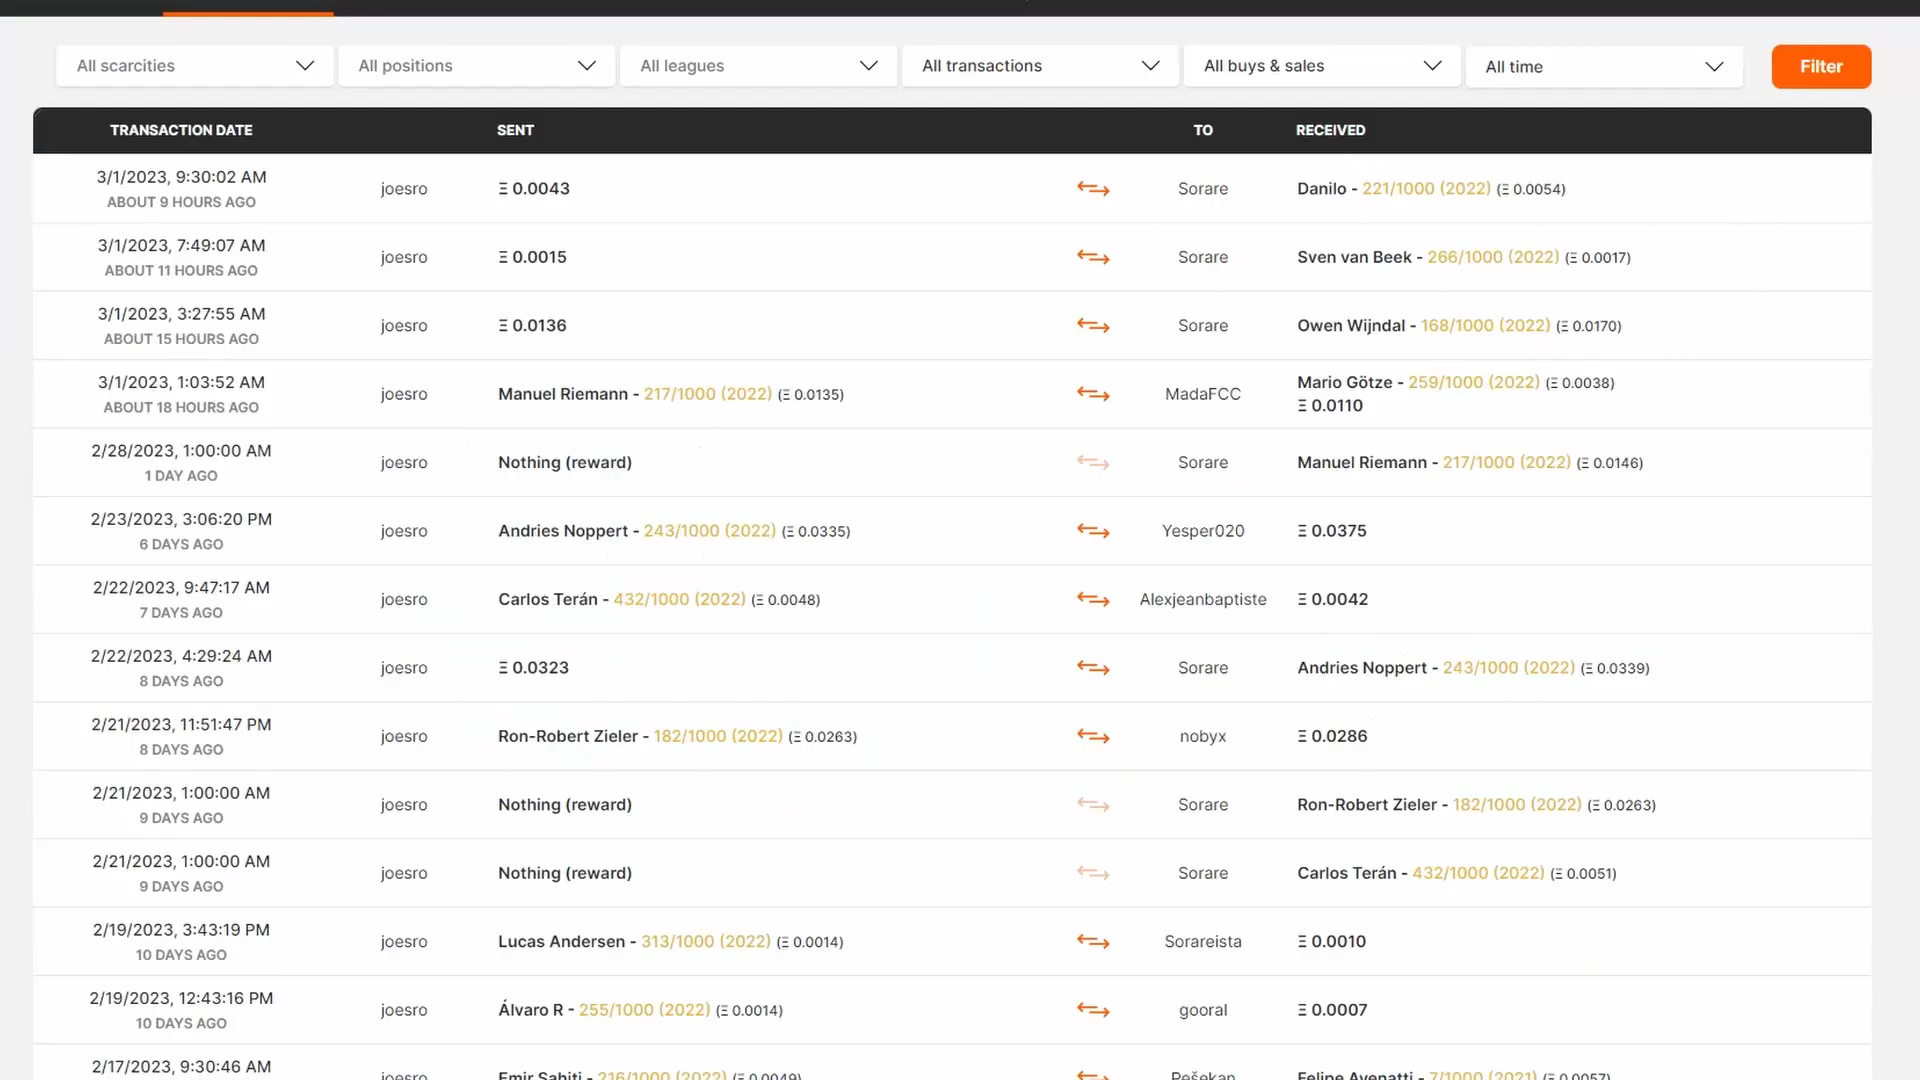 All scarcities All positions All leagues All transactions All buys & sales All time Filter
TRANSACTION DATE SENT TO RECEIVED
3/1/2023, 9:30:02 AM
ABOUT 9 HOURS AGO
joesro Ξ 0.0043 Sorare Danilo - 221/1000 (2022) (Ξ 0.0054)
3/1/2023, 7:49:07 AM
ABOUT 11 HOURS AGO
joesro Ξ 0.0015 Sorare Sven van Beek - 266/1000 (2022) (Ξ 0.0017)
3/1/2023, 3:27:55 AM
ABOUT 15 HOURS AGO
joesro Ξ 0.0136 Sorare Owen Wijndal - 168/1000 (2022) (Ξ 0.0170)
3/1/2023, 1:03:52 AM
ABOUT 18 HOURS AGO
joesro Manuel Riemann - 217/1000 (2022) (Ξ 0.0135) MadaFCC Mario Götze - 259/1000 (2022) (Ξ 0.0038)
Ξ 0.0110
2/28/2023, 1:00:00 AM
1 DAY AGO
joesro Nothing (reward) Sorare Manuel Riemann - 217/1000 (2022) (Ξ 0.0146)
2/23/2023, 3:06:20 PM
6 DAYS AGO
joesro Andries Noppert - 243/1000 (2022) (Ξ 0.0335) Yesper020 Ξ 0.0375
2/22/2023, 9:47:17 AM
7 DAYS AGO
joesro Carlos Terán - 432/1000 (2022) (Ξ 0.0048) Alexjeanbaptiste Ξ 0.0042
2/22/2023, 4:29:24 AM
8 DAYS AGO
joesro Ξ 0.0323 Sorare Andries Noppert - 243/1000 (2022) (Ξ 0.0339)
2/21/2023, 11:51:47 PM
8 DAYS AGO
joesro Ron-Robert Zieler - 182/1000 (2022) (Ξ 0.0263) nobyx Ξ 0.0286
2/21/2023, 1:00:00 AM
9 DAYS AGO
joesro Nothing (reward) Sorare Ron-Robert Zieler - 182/1000 (2022) (Ξ 0.0263)
2/21/2023, 1:00:00 AM
9 DAYS AGO
joesro Nothing (reward) Sorare Carlos Terán - 432/1000 (2022) (Ξ 0.0051)
2/19/2023, 3:43:19 PM
10 DAYS AGO
joesro Lucas Andersen - 313/1000 (2022) (Ξ 0.0014) Sorareista Ξ 0.0010
2/19/2023, 12:43:16 PM
10 DAYS AGO
joesro Álvaro R - 255/1000 (2022) (Ξ 0.0014) gooral Ξ 0.0007
2/17/2023, 9:30:46 AM
joesro Emir Sahiti - 216/1000 (2022) (Ξ 0.0049) Pešekan Felipe Avenatti - 7/1000 (2021) (Ξ 0.0057)